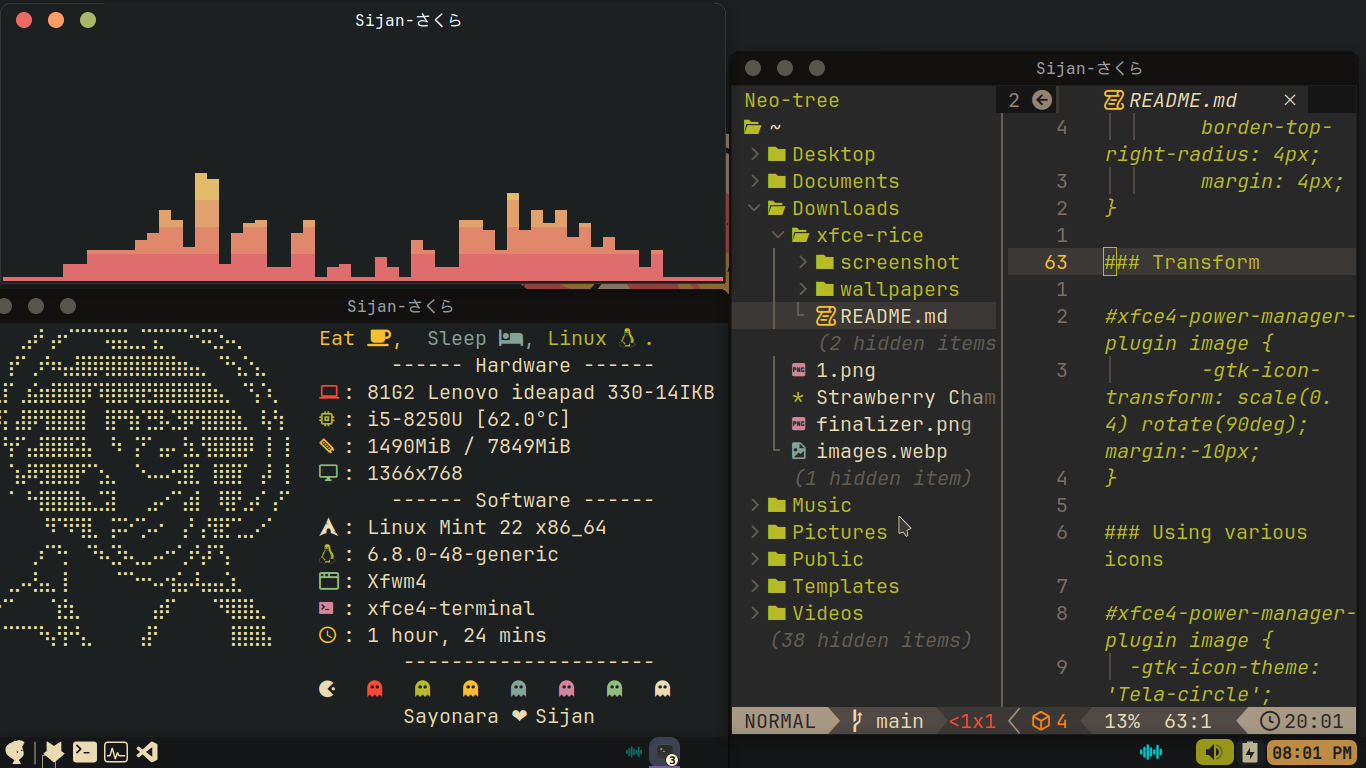 Sijan-さくら
Sijan-さくら
Eat , Sleep , Linux .
------ Hardware ------
: 81G2 Lenovo ideapad 330-14IKB
: i5-8250U [62.0°C]
: 1490MiB / 7849MiB
: 1366x768
------ Software ------
: Linux Mint 22 x86_64
: 6.8.0-48-generic
: Xfwm4
: xfce4-terminal
: 1 hour, 24 mins
---------------------
Sayonara ❤ Sijan
Sijan-さくら
Neo-tree
~
Desktop
Documents
Downloads
xfce-rice
screenshot
wallpapers
README.md
(2 hidden items
1.png
* Strawberry Cham
finalizer.png
images.webp
(1 hidden item)
Music
Pictures
Public
Templates
Videos
(38 hidden items)
2 README.md ×
4 border-top-
right-radius: 4px;
3 margin: 4px;
2 }
1
63 ### Transform
1
2 #xfce4-power-manager-
plugin image {
3 -gtk-icon-
transform: scale(0.
4) rotate(90deg);
margin:-10px;
4 }
5
6 ### Using various
icons
7
8 #xfce4-power-manager-
plugin image {
9 -gtk-icon-theme:
'Tela-circle';
NORMAL main <1x1 4 13% 63:1 20:01
3
08:01 PM